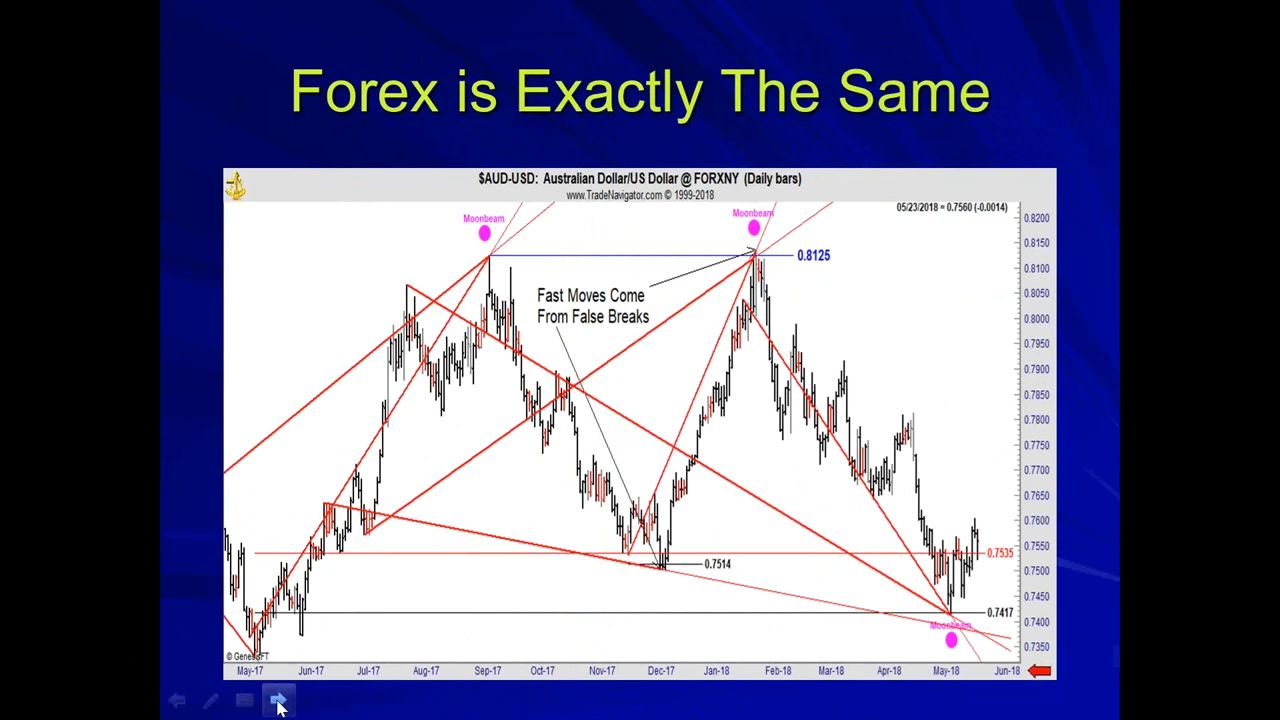 Forex is Exactly The Same
$AUD-USD: Australian Dollar/US Dollar @ FORXNY (Daily bars)
www.TradeNavigator.com © 1999-2018
05/23/2018 = 0.7560 (-0.0014)
Moonbeam
Moonbeam
0.8125
Fast Moves Come
From False Breaks
0.7514
0.7535
0.7417
Moonbeam
0.8200
0.8150
0.8100
0.8050
0.8000
0.7950
0.7900
0.7850
0.7800
0.7750
0.7700
0.7650
0.7600
0.7550
0.7500
0.7450
0.7400
0.7350
May-17 Jun-17 Jul-17 Aug-17 Sep-17 Oct-17 Nov-17 Dec-17 Jan-18 Feb-18 Mar-18 Apr-18 May-18 Jun-18